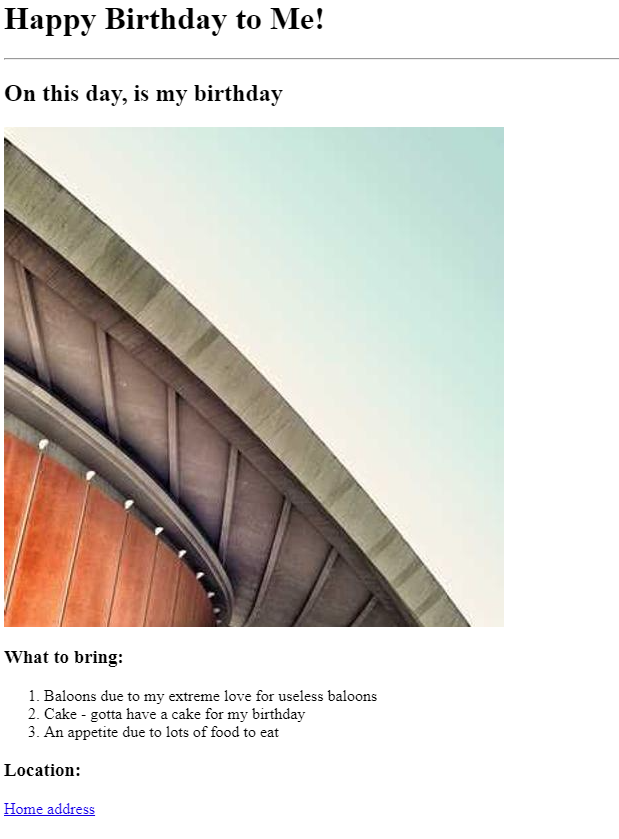 Happy Birthday to Me!
On this day, is my birthday
What to bring:
1. Baloons due to my extreme love for useless baloons
2. Cake - gotta have a cake for my birthday
3. An appetite due to lots of food to eat
Location:
Home address